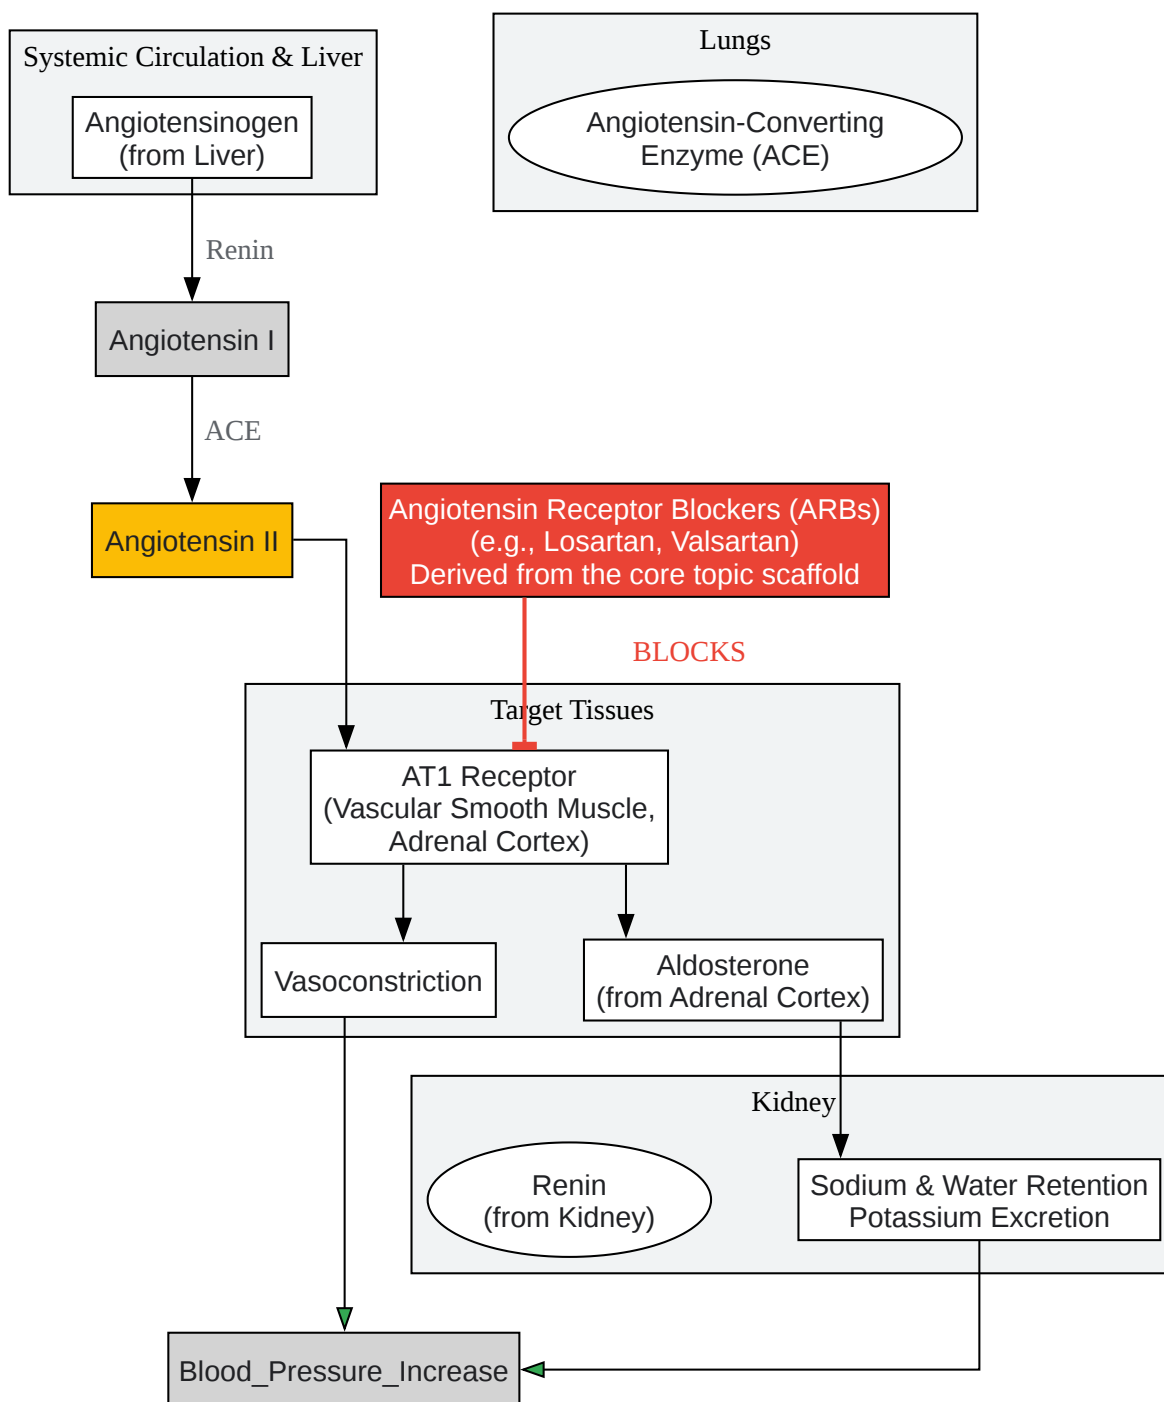 Systemic Circulation & Liver
Angiotensinogen
(from Liver)
Lungs
Angiotensin-Converting
Enzyme (ACE)
Renin
Angiotensin I
ACE
Angiotensin II
Angiotensin Receptor Blockers (ARBs)
(e.g., Losartan, Valsartan)
Derived from the core topic scaffold
BLOCKS
Target Tissues
AT1 Receptor
(Vascular Smooth Muscle,
Adrenal Cortex)
Vasoconstriction
Aldosterone
(from Adrenal Cortex)
Kidney
Renin
(from Kidney)
Sodium & Water Retention
Potassium Excretion
Blood_Pressure_Increase